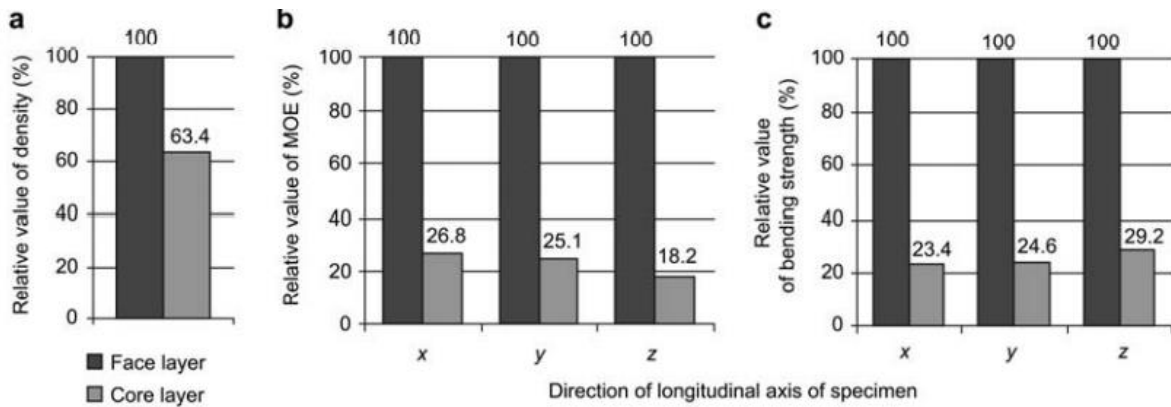 a
100
Relative value of density (%)
100
80
60
40
20
0
63.4
Face layer
Core layer
b
100 100 100
Relative value of MOE (%)
100
80
60
40
20
0
26.8
25.1
18.2
x y z
c
100 100 100
Relative value
of bending strength (%)
100
80
60
40
20
0
23.4
24.6
29.2
x y z
Direction of longitudinal axis of specimen